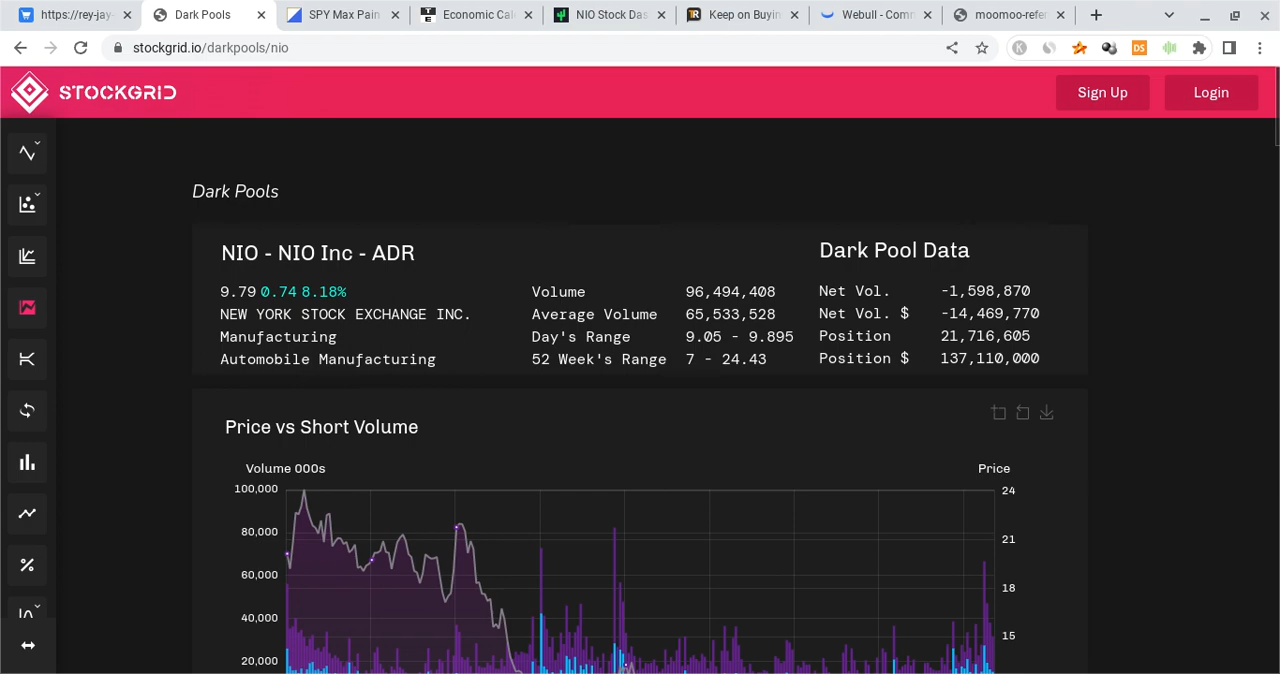 https://rey-jay-
Dark Pools
SPY Max Pain
Economic Cal
NIO Stock Das
Keep on Buyin
Webull - Comm
moomoo-refer
stockgrid.io/darkpools/nio
STOCKGRID
Sign Up
Login
Dark Pools
NIO - NIO Inc - ADR
9.79 0.74 8.18%
NEW YORK STOCK EXCHANGE INC.
Manufacturing
Automobile Manufacturing
Volume 96,494,408
Average Volume 65,533,528
Day's Range 9.05 - 9.895
52 Week's Range 7 - 24.43
Dark Pool Data
Net Vol. -1,598,870
Net Vol. $ -14,469,770
Position 21,716,605
Position $ 137,110,000
Price vs Short Volume
Volume 000s
Price
100,000
80,000
60,000
40,000
20,000
24
21
18
15